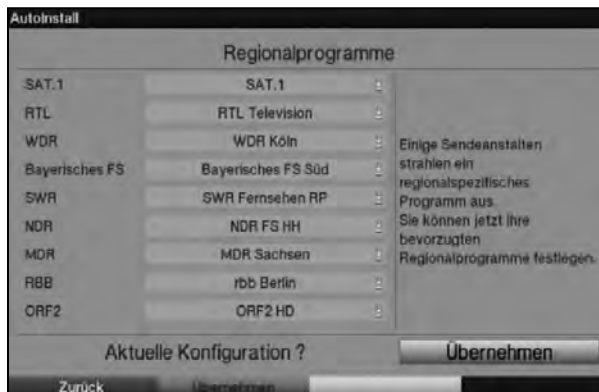 AutoInstall
Regionalprogramme
SAT.1 SAT.1
RTL RTL Television
WDR WDR Köln
Bayerisches FS Bayerisches FS Süd
SWR SWR Fernsehen RP
NDR NDR FS HH
MDR MDR Sachsen
RBB rbb Berlin
ORF2 ORF2 HD
Einige Sendeanstalten
strahlen ein
regionalspezifisches
Programm aus.
Sie können jetzt Ihre
bevorzugten
Regionalprogramme festlegen.
Aktuelle Konfiguration ? Übernehmen
Zurück Übernehmen